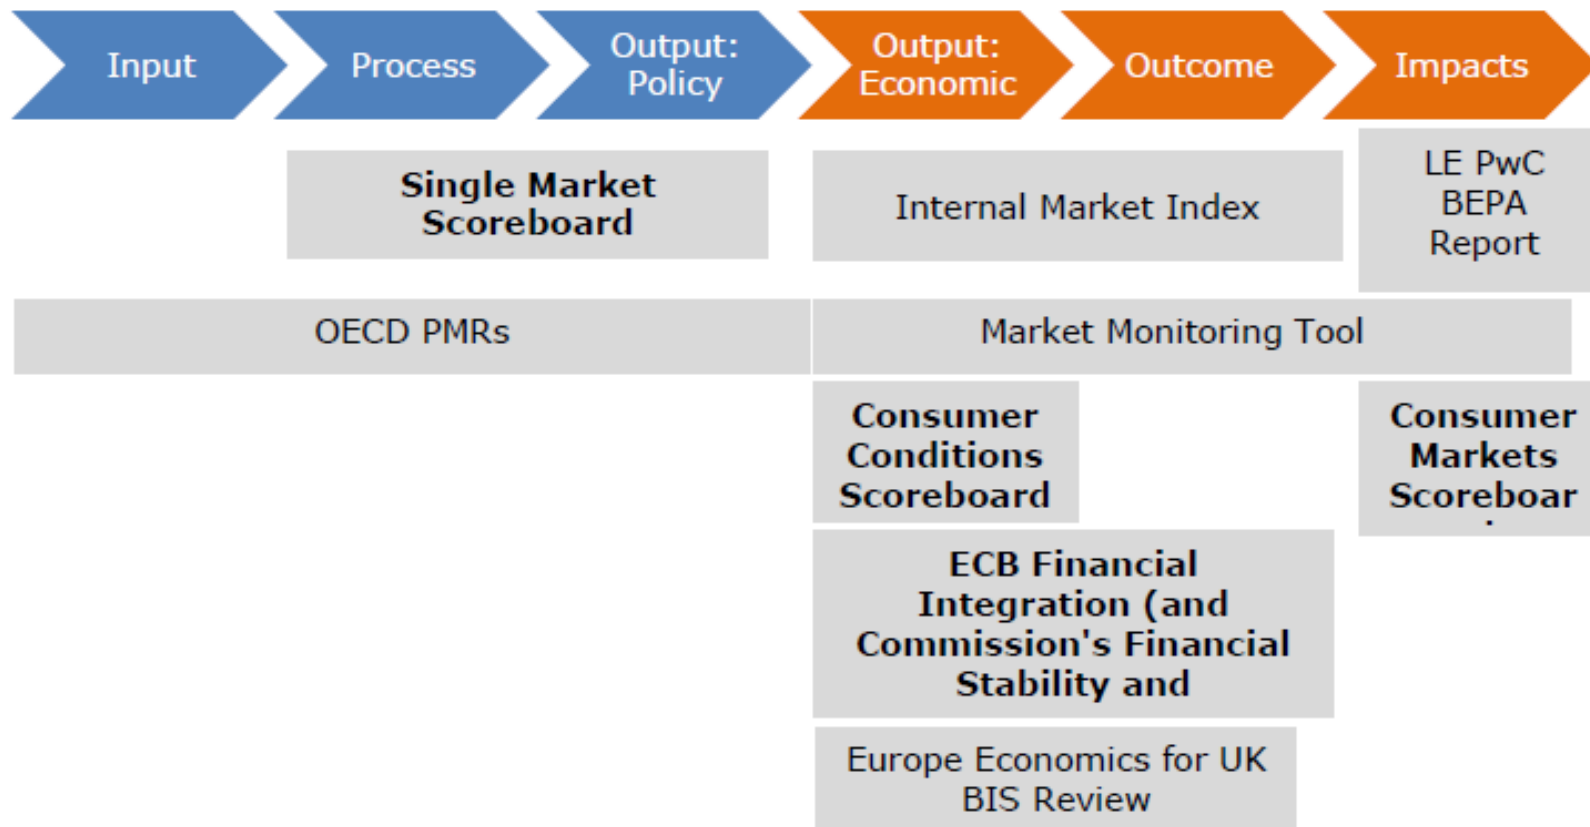 Input
Process
Output:
Policy
Output:
Economic
Outcome
Impacts
Single Market
Scoreboard
Internal Market Index
LE PwC
BEPA
Report
OECD PMRs
Market Monitoring Tool
Consumer
Conditions
Scoreboard
Consumer
Markets
Scoreboar
ECB Financial
Integration (and
Commission's Financial
Stability and
Europe Economics for UK
BIS Review